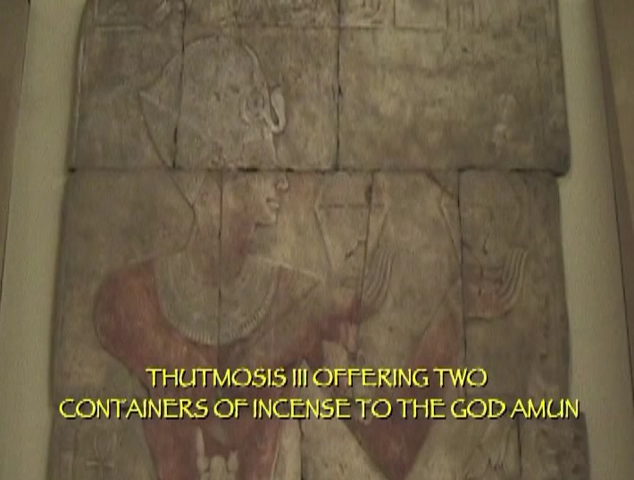 THUTMOSIS III OFFERING TWO
CONTAINERS OF INCENSE TO THE GOD AMUN